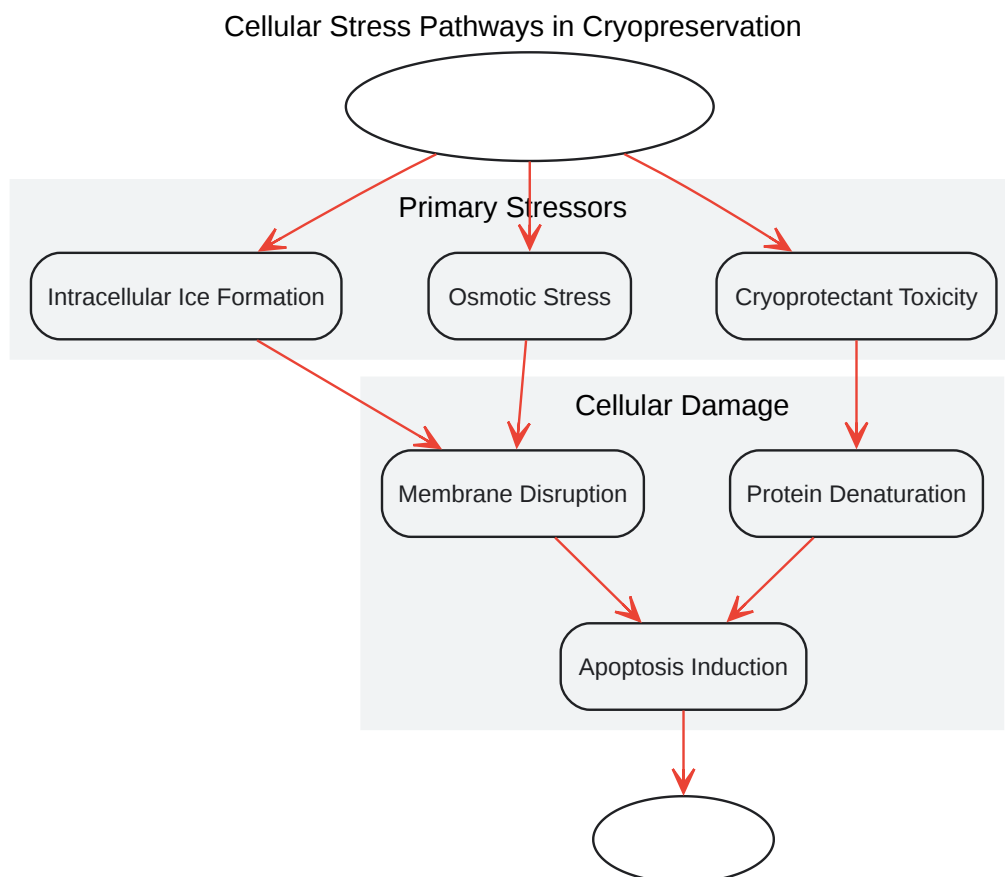 Cellular Stress Pathways in Cryopreservation
Primary Stressors
Intracellular Ice Formation
Osmotic Stress
Cryoprotectant Toxicity
Cellular Damage
Membrane Disruption
Protein Denaturation
Apoptosis Induction